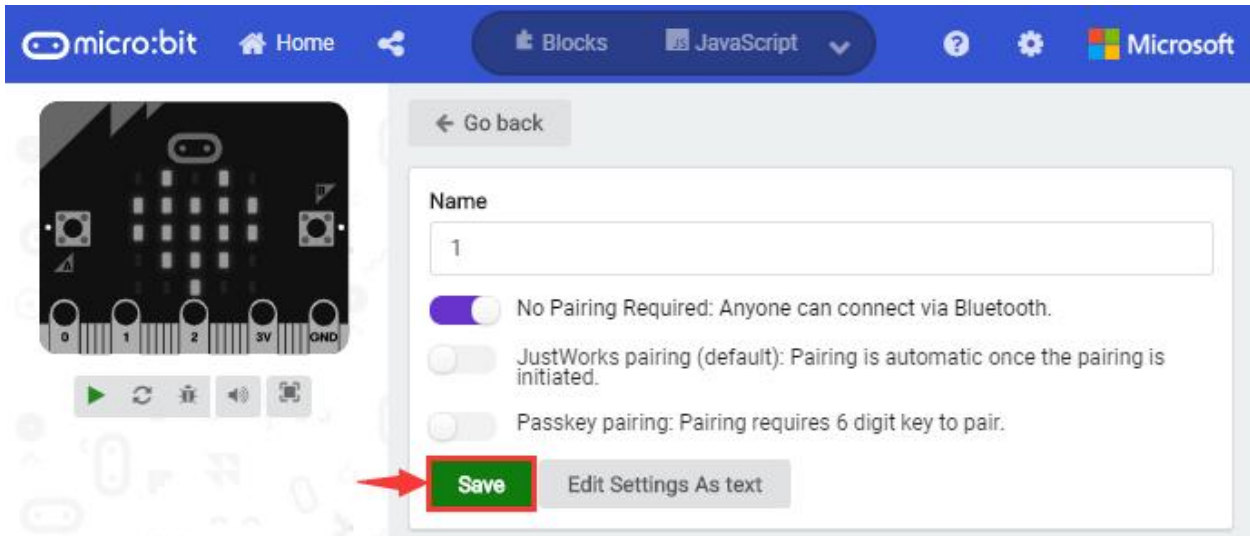 micro:bit Home Blocks JS JavaScript ? Microsoft
Go back
Name
1
No Pairing Required: Anyone can connect via Bluetooth.
JustWorks pairing (default): Pairing is automatic once the pairing is
initiated.
Passkey pairing: Pairing requires 6 digit key to pair.
Save Edit Settings As text
B
A
0 1 2 3V GND